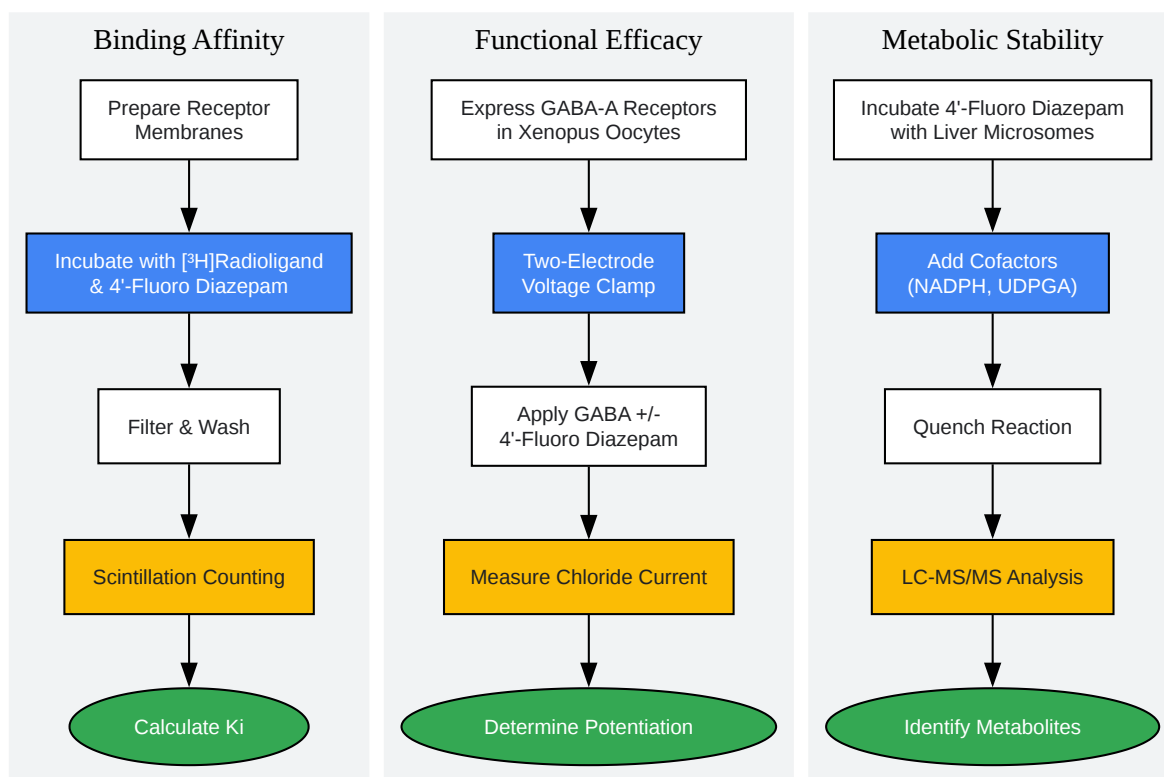 Binding Affinity
Prepare Receptor
Membranes
Incubate with [³H]Radioligand
& 4'-Fluoro Diazepam
Filter & Wash
Scintillation Counting
Calculate Ki
Functional Efficacy
Express GABA-A Receptors
in Xenopus Oocytes
Two-Electrode
Voltage Clamp
Apply GABA +/-
4'-Fluoro Diazepam
Measure Chloride Current
Determine Potentiation
Metabolic Stability
Incubate 4'-Fluoro Diazepam
with Liver Microsomes
Add Cofactors
(NADPH, UDPGA)
Quench Reaction
LC-MS/MS Analysis
Identify Metabolites